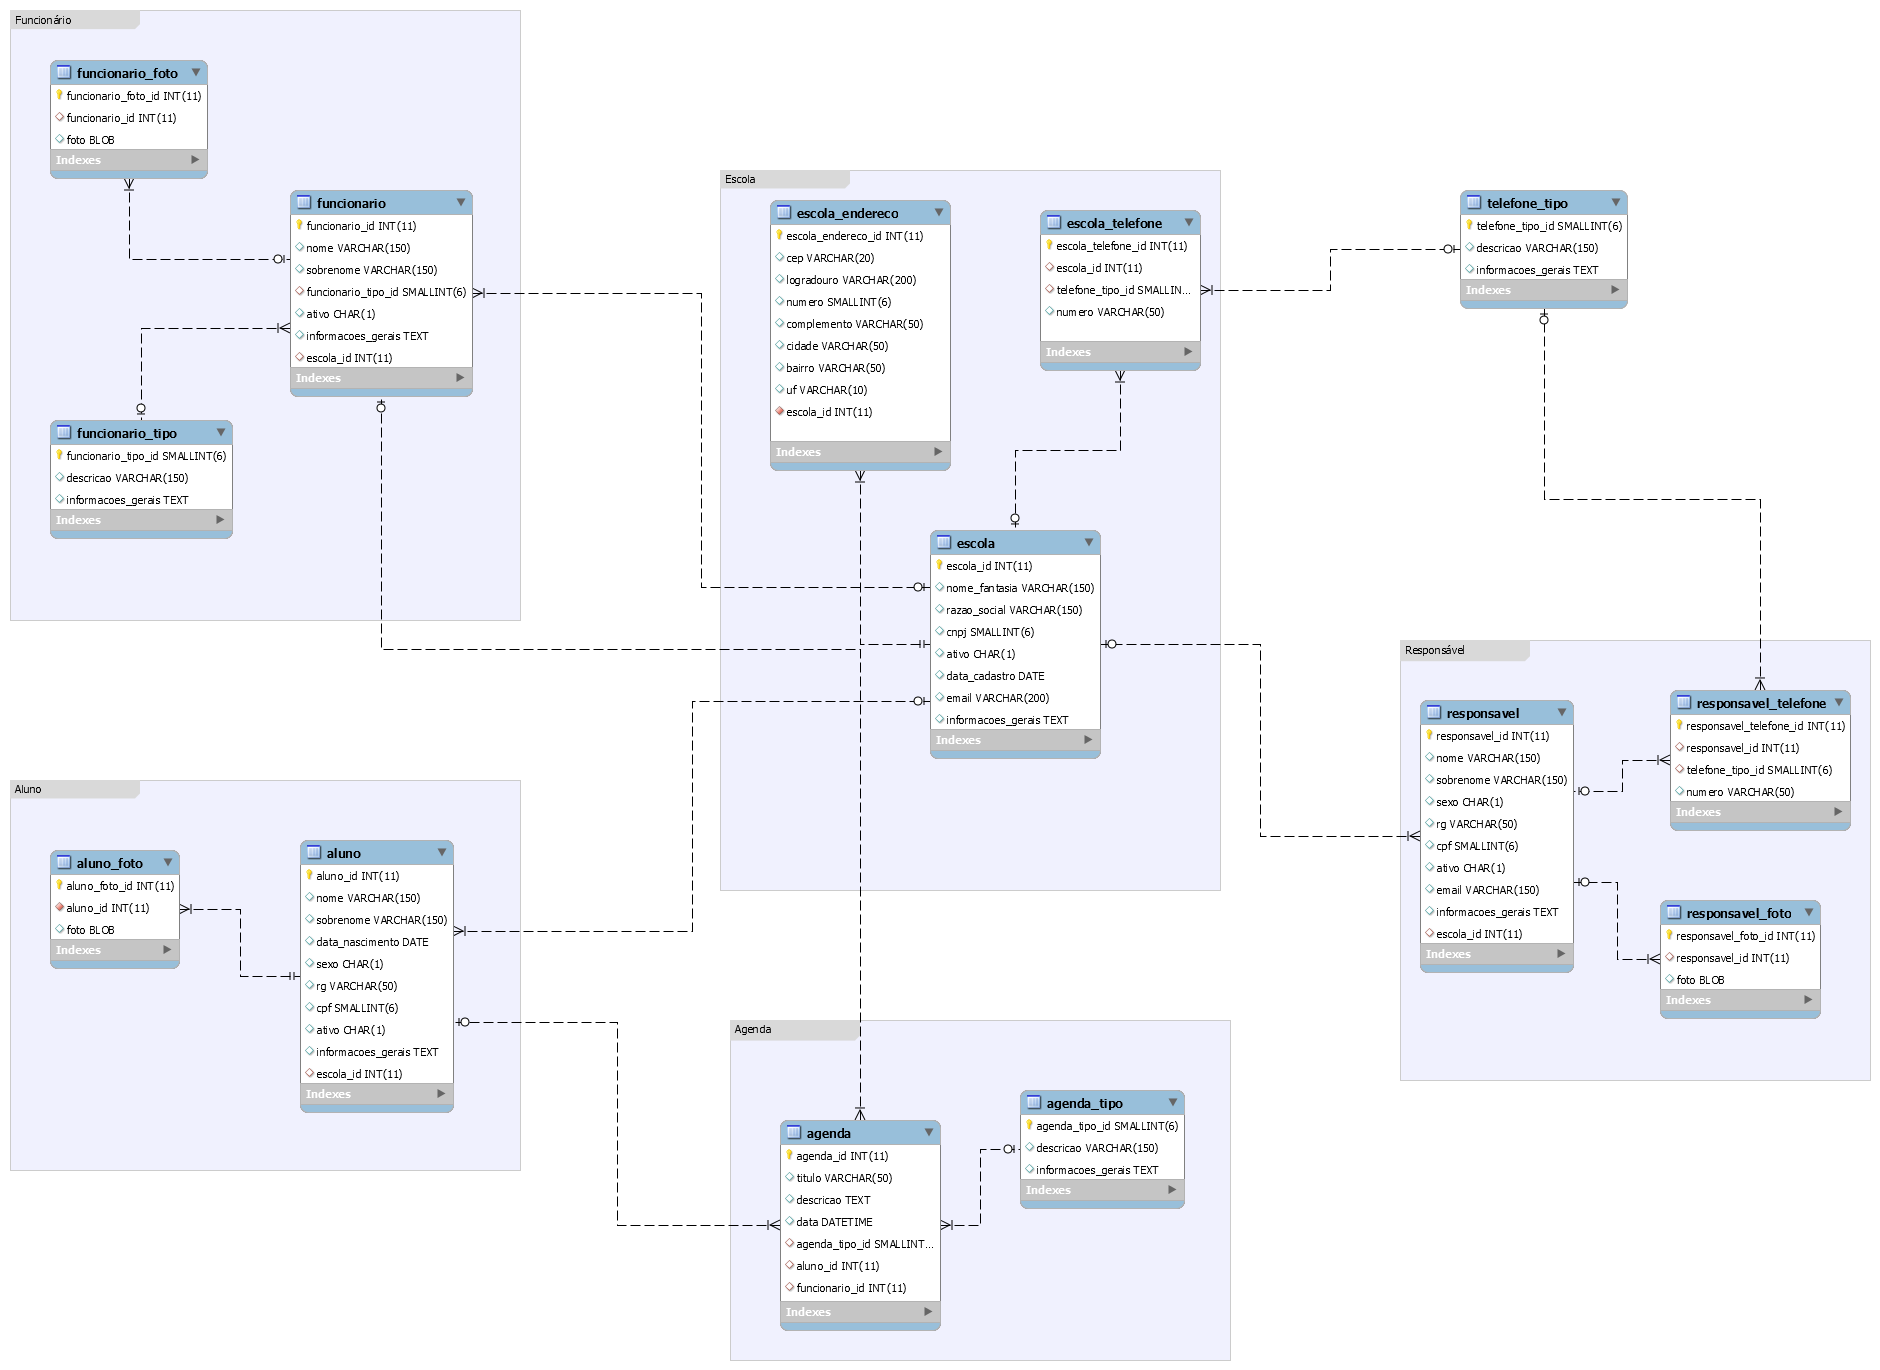 Funcionário
funcionario_foto
funcionario_foto_id INT(11)
funcionario_id INT(11)
foto BLOB
Indexes
funcionario
funcionario_id INT(11)
nome VARCHAR(150)
sobrenome VARCHAR(150)
funcionario_tipo_id SMALLINT(6)
ativo CHAR(1)
informacoes_gerais TEXT
escola_id INT(11)
Indexes
funcionario_tipo
funcionario_tipo_id SMALLINT(6)
descricao VARCHAR(150)
informacoes_gerais TEXT
Indexes
Escola
escola_endereco
escola_endereco_id INT(11)
cep VARCHAR(20)
logradouro VARCHAR(200)
numero SMALLINT(6)
complemento VARCHAR(50)
cidade VARCHAR(50)
bairro VARCHAR(50)
uf VARCHAR(10)
escola_id INT(11)
Indexes
escola_telefone
escola_telefone_id INT(11)
escola_id INT(11)
telefone_tipo_id SMALLIN...
numero VARCHAR(50)
Indexes
telefone_tipo
telefone_tipo_id SMALLINT(6)
descricao VARCHAR(150)
informacoes_gerais TEXT
Indexes
escola
escola_id INT(11)
nome_fantasia VARCHAR(150)
razao_social VARCHAR(150)
cnpj SMALLINT(6)
ativo CHAR(1)
data_cadastro DATE
email VARCHAR(200)
informacoes_gerais TEXT
Indexes
Responsável
responsavel
responsavel_id INT(11)
nome VARCHAR(150)
sobrenome VARCHAR(150)
sexo CHAR(1)
rg VARCHAR(50)
cpf SMALLINT(6)
ativo CHAR(1)
email VARCHAR(150)
informacoes_gerais TEXT
escola_id INT(11)
Indexes
responsavel_telefone
responsavel_telefone_id INT(11)
responsavel_id INT(11)
telefone_tipo_id SMALLINT(6)
numero VARCHAR(50)
Indexes
responsavel_foto
responsavel_foto_id INT(11)
responsavel_id INT(11)
foto BLOB
Indexes
Aluno
aluno_foto
aluno_foto_id INT(11)
aluno_id INT(11)
foto BLOB
Indexes
aluno
aluno_id INT(11)
nome VARCHAR(150)
sobrenome VARCHAR(150)
data_nascimento DATE
sexo CHAR(1)
rg VARCHAR(50)
cpf SMALLINT(6)
ativo CHAR(1)
informacoes_gerais TEXT
escola_id INT(11)
Indexes
Agenda
agenda
agenda_id INT(11)
titulo VARCHAR(50)
descricao TEXT
data DATETIME
agenda_tipo_id SMALLINT...
aluno_id INT(11)
funcionario_id INT(11)
Indexes
agenda_tipo
agenda_tipo_id SMALLINT(6)
descricao VARCHAR(150)
informacoes_gerais TEXT
Indexes